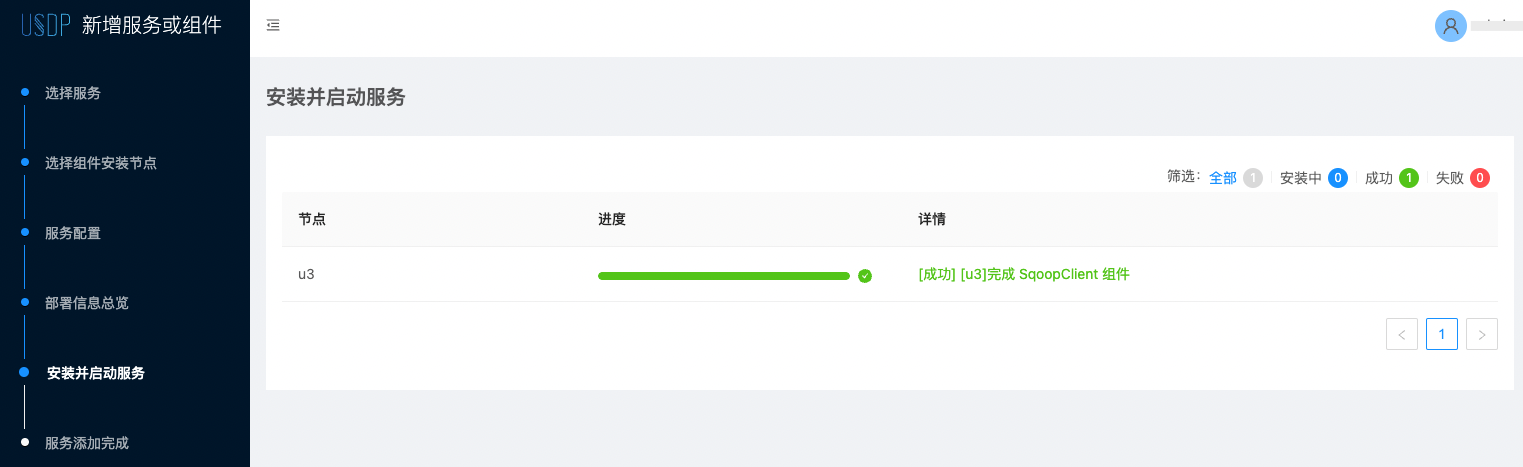 USDP 新增服务或组件
选择服务
选择组件安装节点
服务配置
部署信息总览
安装并启动服务
服务添加完成
安装并启动服务
筛选: 全部 1 安装中 0 成功 1 失败 0
节点 进度 详情
u3 [成功] [u3]完成 SqoopClient 组件
< 1 >